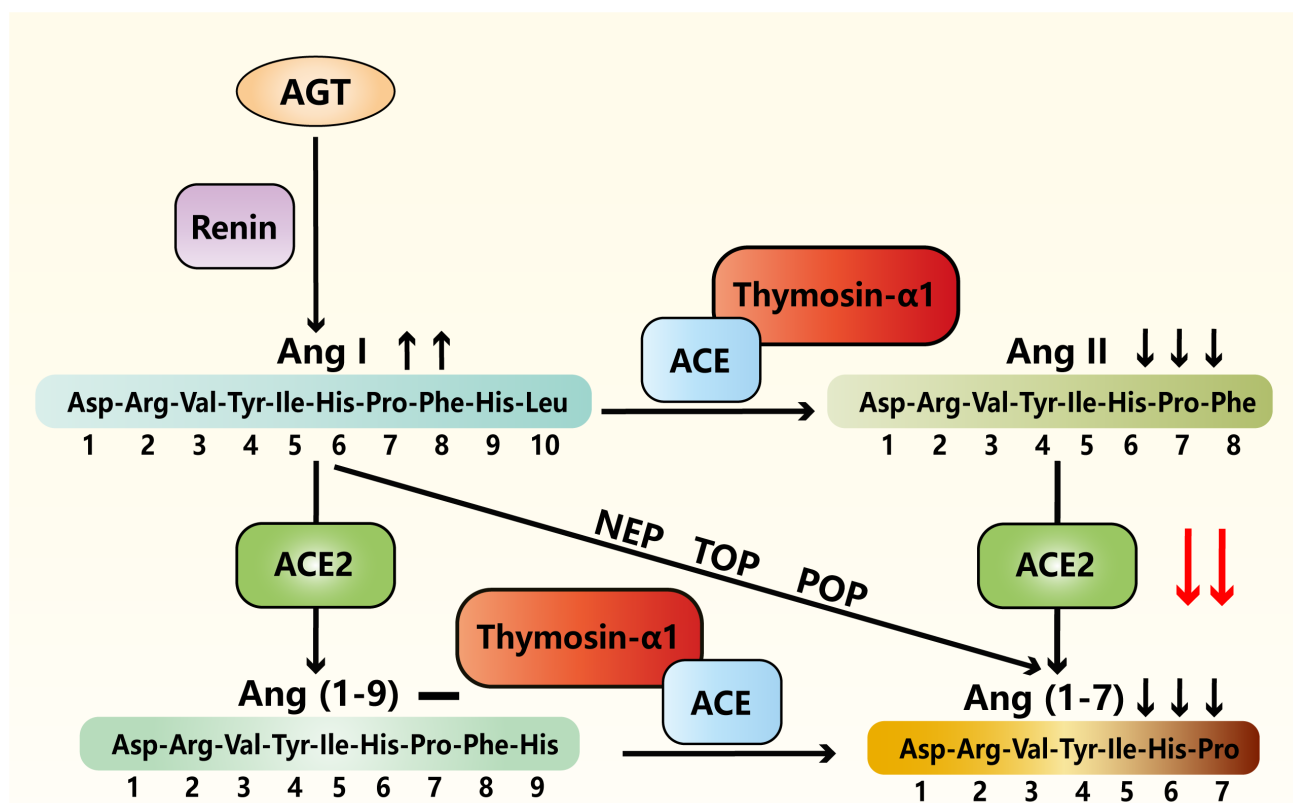 AGT
Renin
Thymosin-α1
ACE
Ang I ↑ ↑
Asp-Arg-Val-Tyr-Ile-His-Pro-Phe-His-Leu
1 2 3 4 5 6 7 8 9 10
Ang II ↓ ↓ ↓
Asp-Arg-Val-Tyr-Ile-His-Pro-Phe
1 2 3 4 5 6 7 8
NEP TOP POP
ACE2
ACE2 ↓↓
Thymosin-α1
ACE
Ang (1-9) –
Asp-Arg-Val-Tyr-Ile-His-Pro-Phe-His
1 2 3 4 5 6 7 8 9
Ang (1-7) ↓ ↓ ↓
Asp-Arg-Val-Tyr-Ile-His-Pro
1 2 3 4 5 6 7